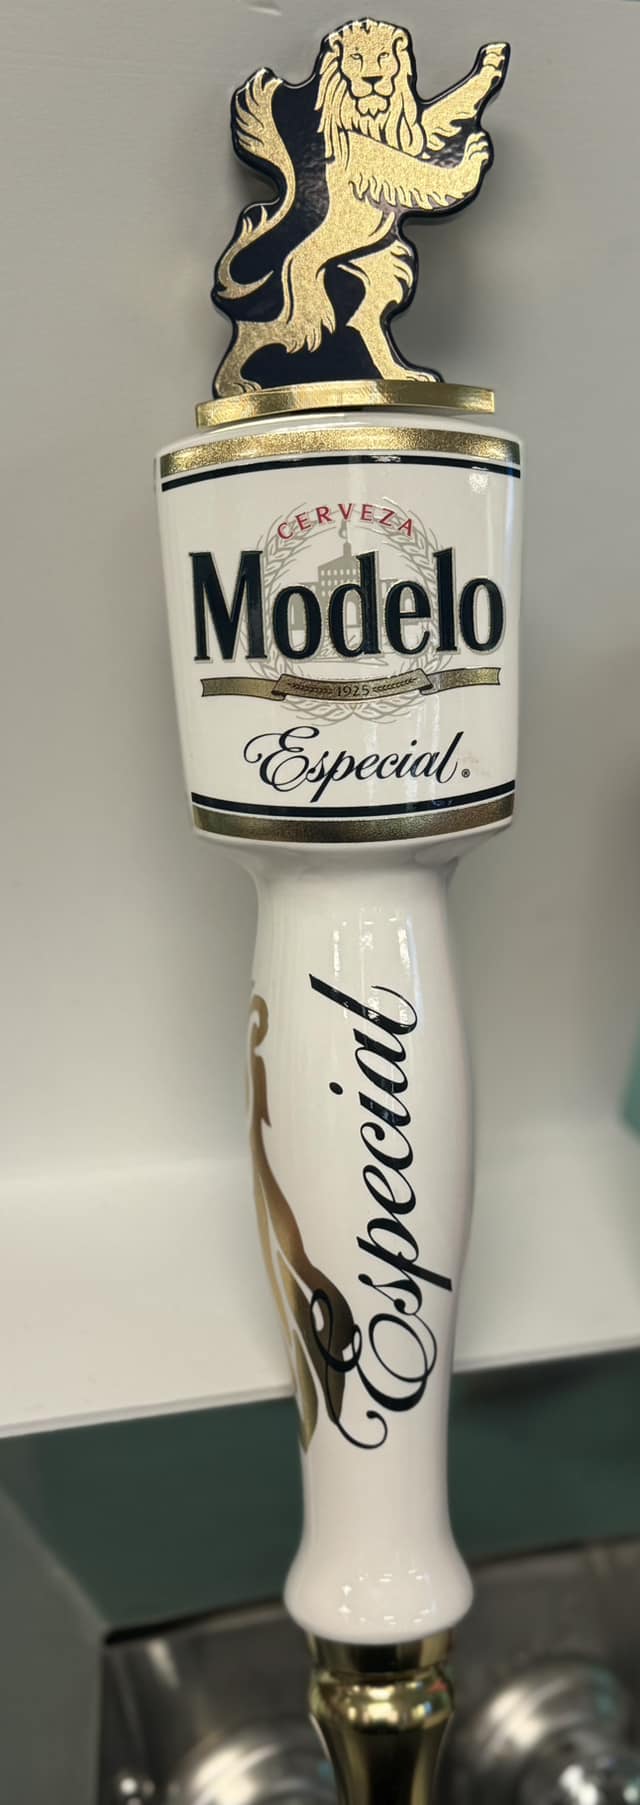 CERVEZA
Modelo
1925
Especial®
Especial